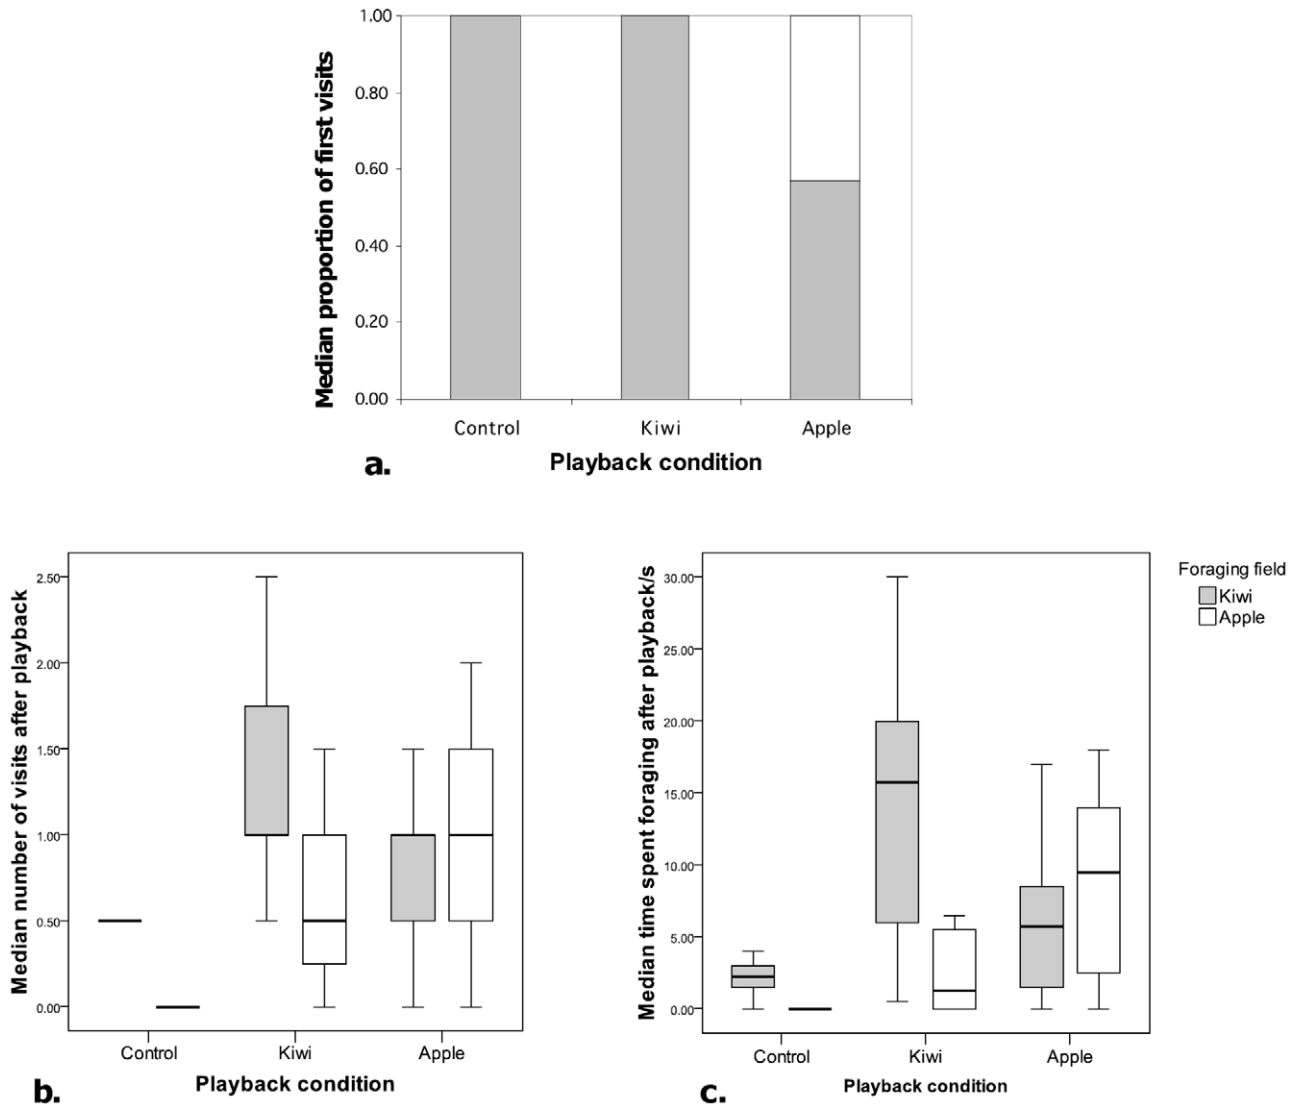 Median proportion of first visits
1.00
0.80
0.60
0.40
0.20
0.00
Control Kiwi Apple
Playback condition
a.
Median number of visits after playback
2.50
2.00
1.50
1.00
0.50
0.00
Control Kiwi Apple
Playback condition
b.
Median time spent foraging after playback/s
30.00
25.00
20.00
15.00
10.00
5.00
0.00
Control Kiwi Apple
Playback condition
c.
Foraging field
Kiwi
Apple